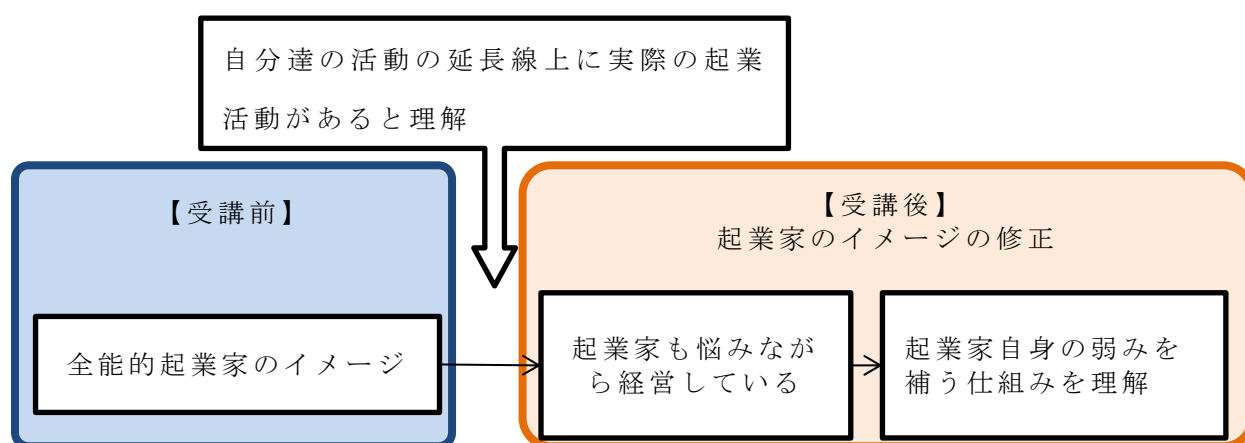 自分達の活動の延長線上に実際の起業
活動があると理解
【受講前】
全能的起業家のイメージ
【受講後】
起業家のイメージの修正
起業家も悩みなが
ら経営している
起業家自身の弱みを
補う仕組みを理解